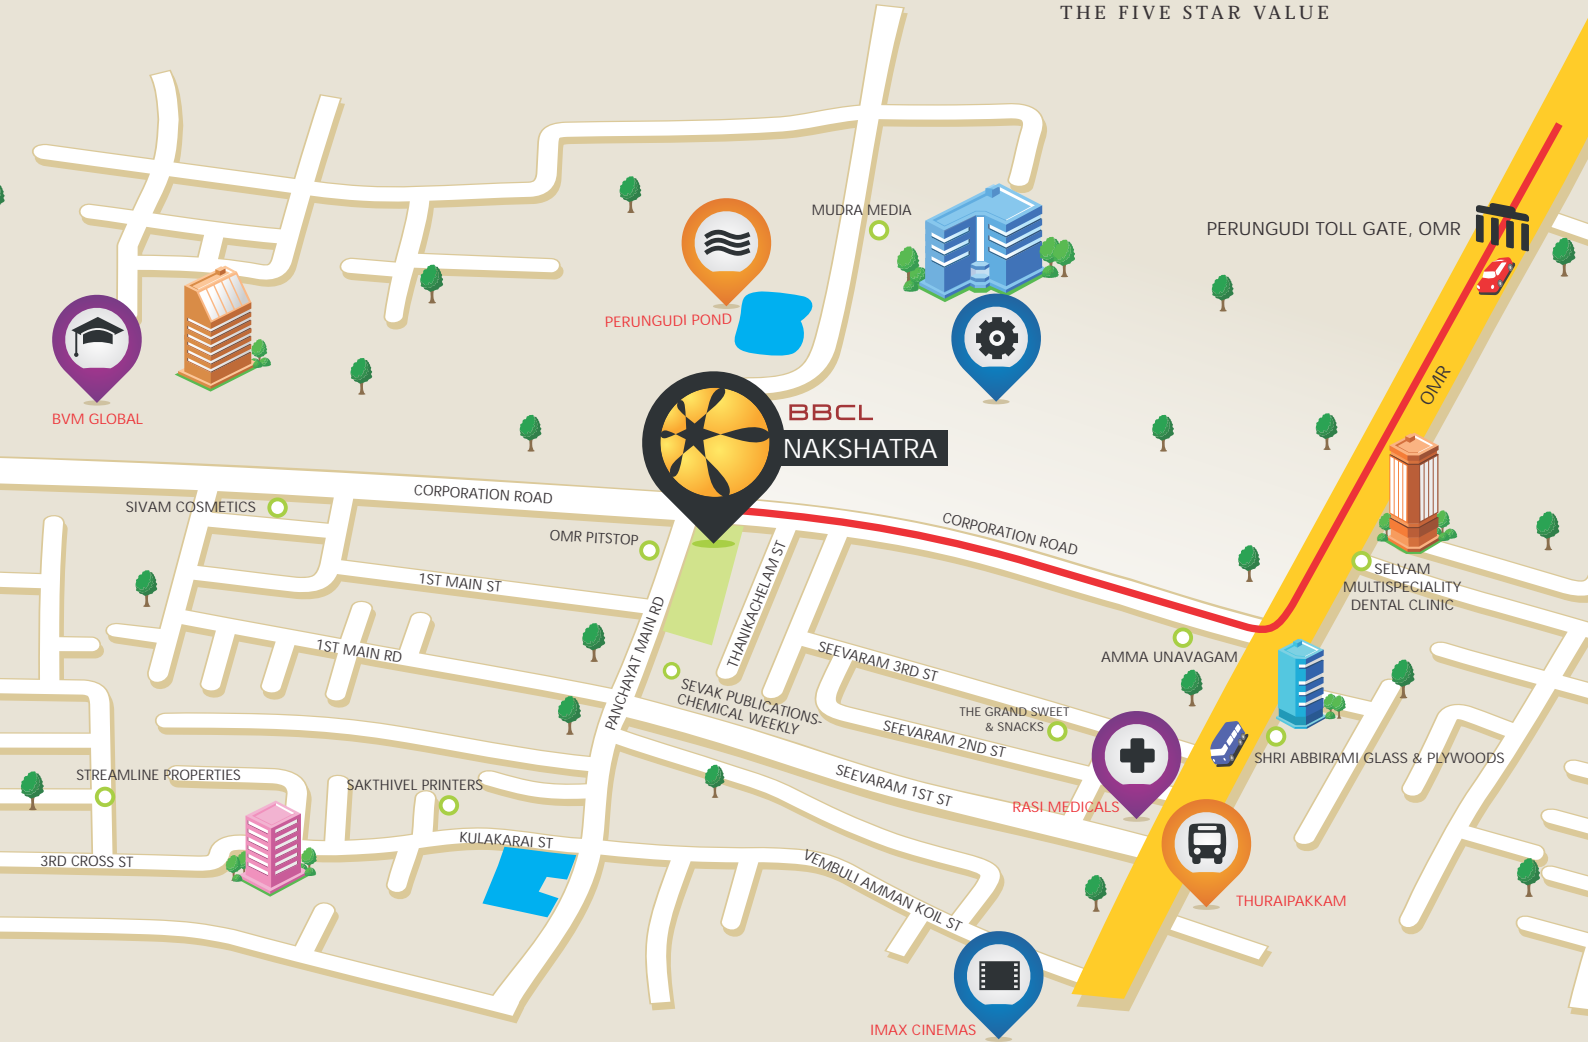 THE FIVE STAR VALUE
MUDRA MEDIA
PERUNGUDI TOLL GATE, OMR
PERUNGUDI POND
OMR
BVM GLOBAL
BBCL
NAKSHATRA
CORPORATION ROAD
SIVAM COSMETICS
CORPORATION ROAD
OMR PITSTOP
1ST MAIN ST
THANIKACHELAM ST
SELVAM
MULTISPECIALITY
DENTAL CLINIC
PANCHAYAT MAIN RD
1ST MAIN RD
SEEVARAM 3RD ST
AMMA UNAVAGAM
SEVAK PUBLICATIONS-
CHEMICAL WEEKLY
THE GRAND SWEET
& SNACKS
SEEVARAM 2ND ST
SHRI ABBIRAMI GLASS & PLYWOODS
STREAMLINE PROPERTIES
SAKTHIVEL PRINTERS
SEEVARAM 1ST ST
RASI MEDICALS
KULAKARAI ST
3RD CROSS ST
VEMBULI AMMAN KOIL ST
THURAIPAKKAM
IMAX CINEMAS